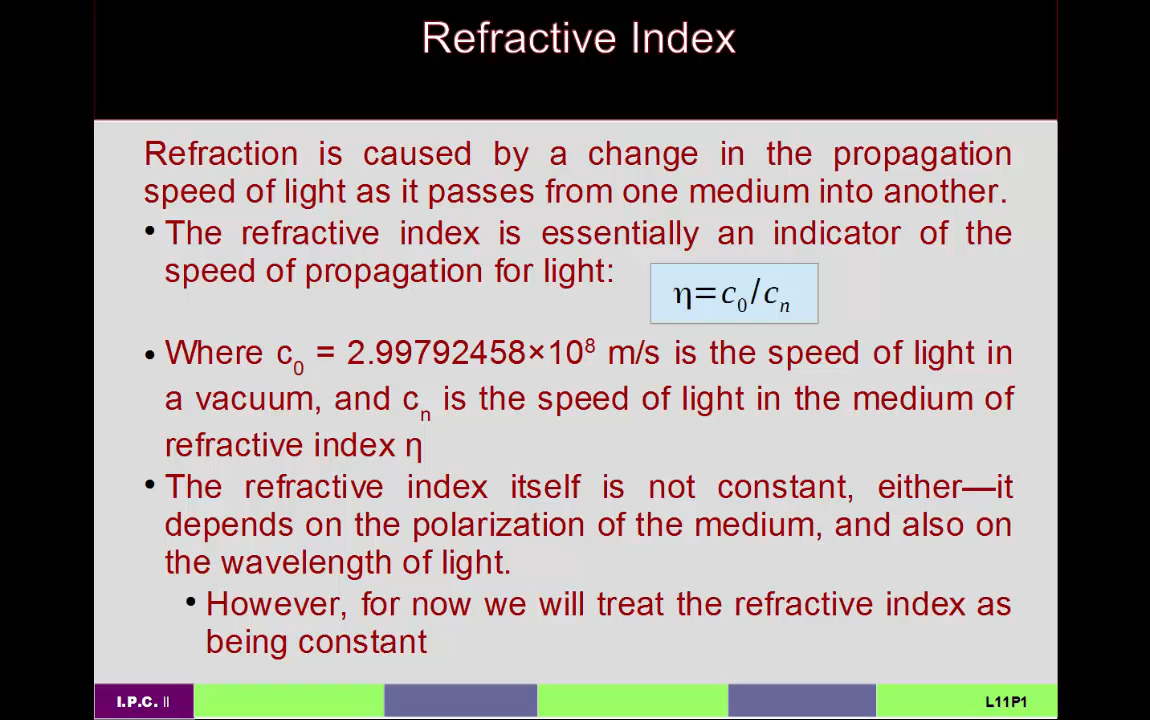 Refractive Index
Refraction is caused by a change in the propagation
speed of light as it passes from one medium into another.
• The refractive index is essentially an indicator of the
speed of propagation for light:
η=c₀/cₙ
• Where c₀ = 2.99792458×10⁸ m/s is the speed of light in
a vacuum, and cₙ is the speed of light in the medium of
refractive index η
• The refractive index itself is not constant, either—it
depends on the polarization of the medium, and also on
the wavelength of light.
• However, for now we will treat the refractive index as
being constant
I.P.C. II
L11P1